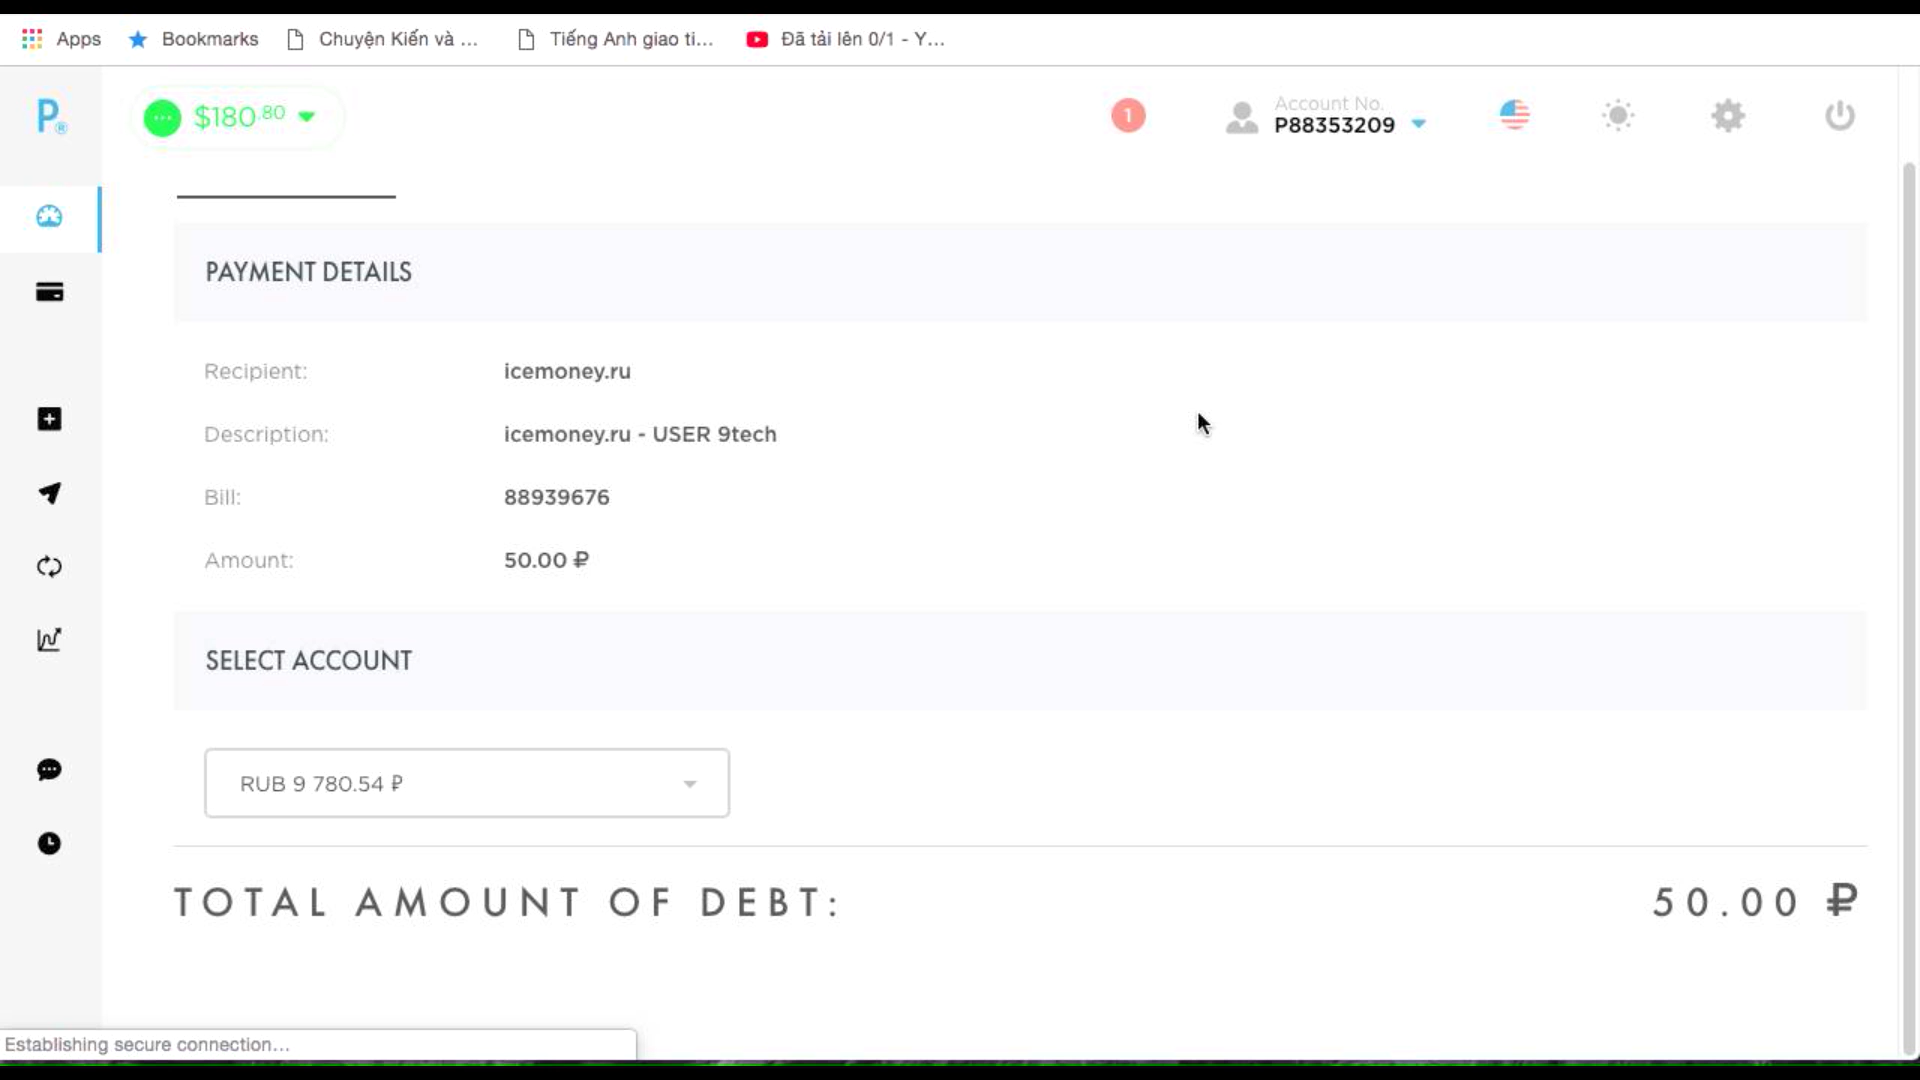 Apps Bookmarks Chuyện Kiến và ... Tiếng Anh giao ti... Đã tải lên 0/1 - Y...
P®
$180.80
1
Account No.
P88353209
PAYMENT DETAILS
Recipient: icemoney.ru
Description: icemoney.ru - USER 9tech
Bill: 88939676
Amount: 50.00 ₽
SELECT ACCOUNT
RUB 9 780.54 ₽
TOTAL AMOUNT OF DEBT: 50.00 ₽
Establishing secure connection...